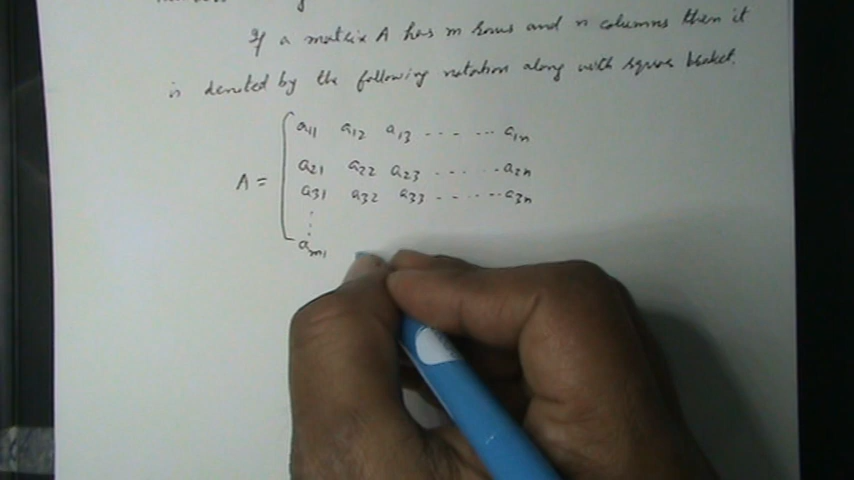 If a matrix A has m rows and n columns then it
is denoted by the following notation along with square bracket.
a11 a12 a13 ------ a1n
a21 a22 a23 ------ a2n
A =
a31 a32 a33 ------ a3n
⋮
am1